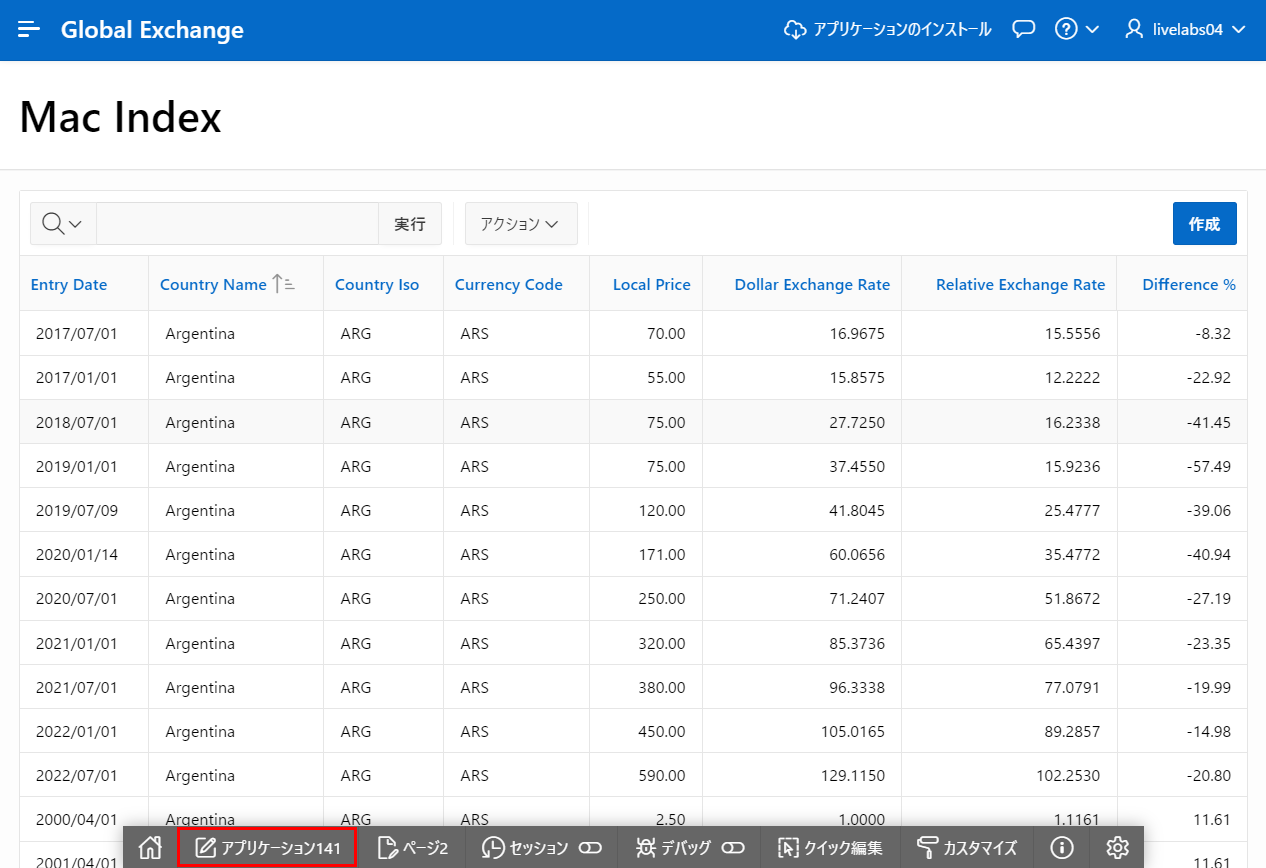 Global Exchange アプリケーションのインストール livelabs04
Mac Index
実行 アクション 作成
Entry Date Country Name Country Iso Currency Code Local Price Dollar Exchange Rate Relative Exchange Rate Difference %
2017/07/01 Argentina ARG ARS 70.00 16.9675 15.5556 -8.32
2017/01/01 Argentina ARG ARS 55.00 15.8575 12.2222 -22.92
2018/07/01 Argentina ARG ARS 75.00 27.7250 16.2338 -41.45
2019/01/01 Argentina ARG ARS 75.00 37.4550 15.9236 -57.49
2019/07/09 Argentina ARG ARS 120.00 41.8045 25.4777 -39.06
2020/01/14 Argentina ARG ARS 171.00 60.0656 35.4772 -40.94
2020/07/01 Argentina ARG ARS 250.00 71.2407 51.8672 -27.19
2021/01/01 Argentina ARG ARS 320.00 85.3736 65.4397 -23.35
2021/07/01 Argentina ARG ARS 380.00 96.3338 77.0791 -19.99
2022/01/01 Argentina ARG ARS 450.00 105.0165 89.2857 -14.98
2022/07/01 Argentina ARG ARS 590.00 129.1150 102.2530 -20.80
2000/04/01 Argentina ARG ARS 2.50 1.0000 1.1161 11.61
2001/04/01 11.61
アプリケーション141 ページ2 セッション デバッグ クイック編集 カスタマイズ